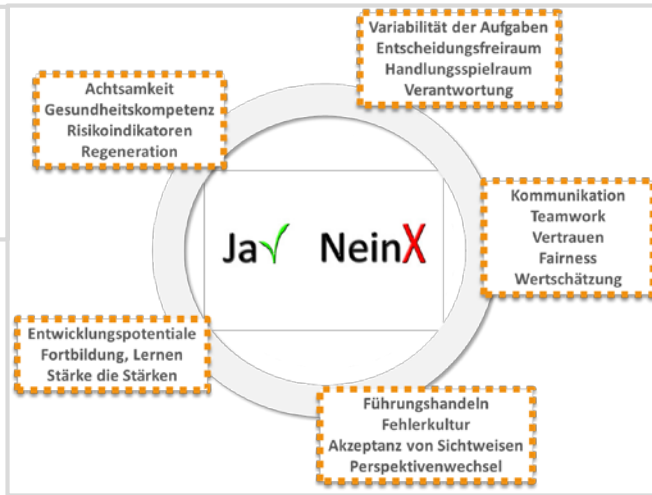 Variabilität der Aufgaben
Entscheidungsfreiraum
Handlungsspielraum
Verantwortung
Achtsamkeit
Gesundheitskompetenz
Risikoindikatoren
Regeneration
Kommunikation
Teamwork
Vertrauen
Fairness
Wertschätzung
Ja√ NeinX
Entwicklungspotentiale
Fortbildung, Lernen
Stärke die Stärken
Führungshandeln
Fehlerkultur
Akzeptanz von Sichtweisen
Perspektivenwechsel